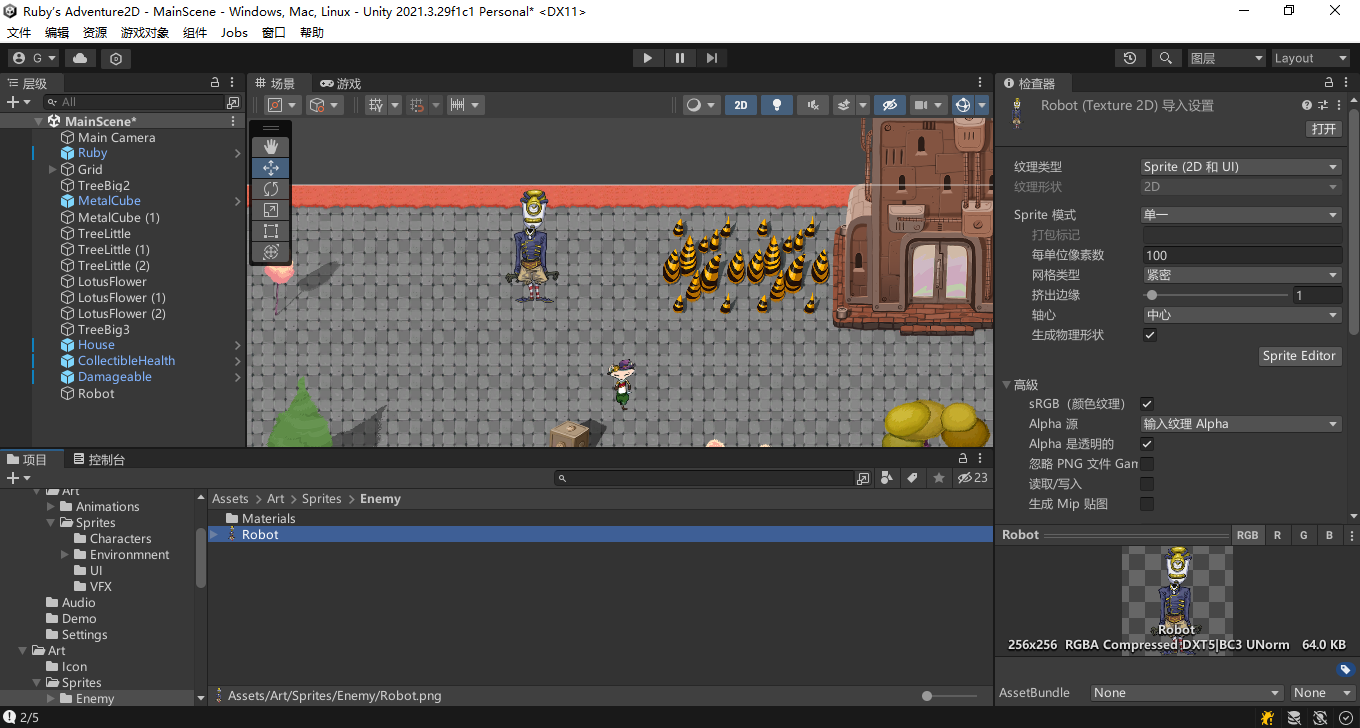 Ruby's Adventure2D - MainScene - Windows, Mac, Linux - Unity 2021.3.29f1c1 Personal* <DX11>
文件 编辑 资源 游戏对象 组件 Jobs 窗口 帮助
G 图层 Layout
层级
All
MainScene*
Main Camera
Ruby
Grid
TreeBig2
MetalCube
MetalCube (1)
TreeLittle
TreeLittle (1)
TreeLittle (2)
LotusFlower
LotusFlower (1)
LotusFlower (2)
TreeBig3
House
CollectibleHealth
Damageable
Robot
场景 游戏
2D
检查器
Robot (Texture 2D) 导入设置
打开
纹理类型 Sprite (2D 和 UI)
纹理形状 2D
Sprite 模式 单一
打包标记
每单位像素数 100
网格类型 紧密
挤出边缘 1
轴心 中心
生成物理形状
Sprite Editor
高级
sRGB（颜色纹理）
Alpha 源 输入纹理 Alpha
Alpha 是透明的
忽略 PNG 文件 Gan
读取/写入
生成 Mip 贴图
项目 控制台
23
Art
Animations
Sprites
Characters
Environmnent
UI
VFX
Audio
Demo
Settings
Art
Icon
Sprites
Enemy
Assets > Art > Sprites > Enemy
Materials
Robot
Assets/Art/Sprites/Enemy/Robot.png
Robot RGB R G B
Robot
256x256 RGBA Compressed DXT5|BC3 UNorm 64.0 KB
AssetBundle None None
2/5